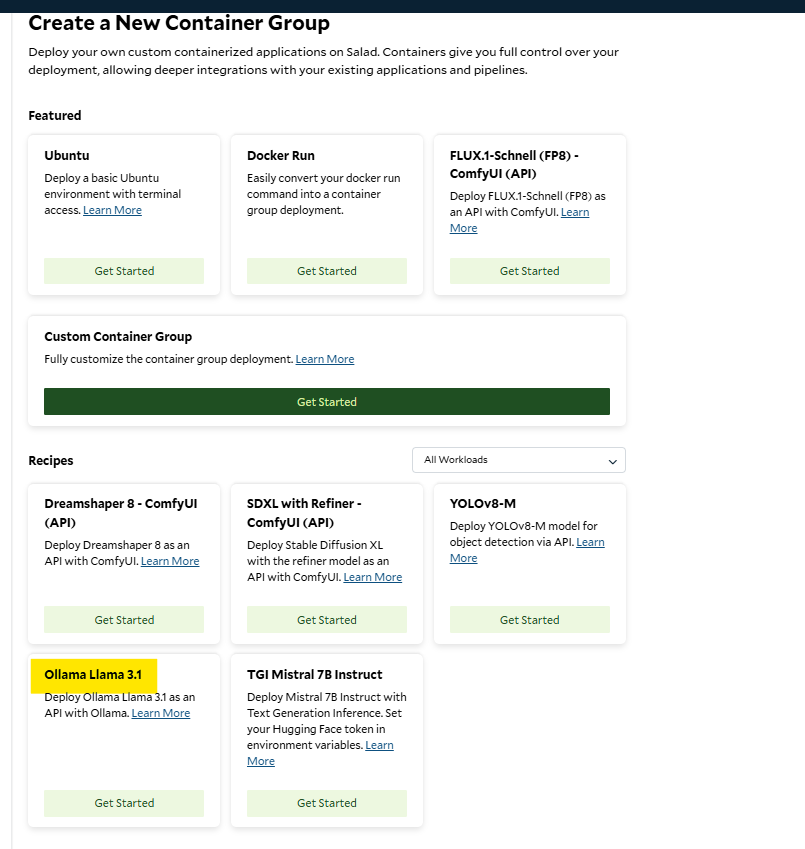 Create a New Container Group
Deploy your own custom containerized applications on Salad. Containers give you full control over your
deployment, allowing deeper integrations with your existing applications and pipelines.
Featured
Ubuntu
Deploy a basic Ubuntu
environment with terminal
access. Learn More
Get Started
Docker Run
Easily convert your docker run
command into a container
group deployment.
Get Started
FLUX.1-Schnell (FP8) -
ComfyUI (API)
Deploy FLUX.1-Schnell (FP8) as
an API with ComfyUI. Learn
More
Get Started
Custom Container Group
Fully customize the container group deployment. Learn More
Get Started
Recipes
All Workloads
Dreamshaper 8 - ComfyUI
(API)
Deploy Dreamshaper 8 as an
API with ComfyUI. Learn More
Get Started
SDXL with Refiner -
ComfyUI (API)
Deploy Stable Diffusion XL
with the refiner model as an
API with ComfyUI. Learn More
Get Started
YOLOv8-M
Deploy YOLOv8-M model for
object detection via API. Learn
More
Get Started
Ollama Llama 3.1
Deploy Ollama Llama 3.1 as an
API with Ollama. Learn More
Get Started
TGI Mistral 7B Instruct
Deploy Mistral 7B Instruct with
Text Generation Inference. Set
your Hugging Face token in
environment variables. Learn
More
Get Started